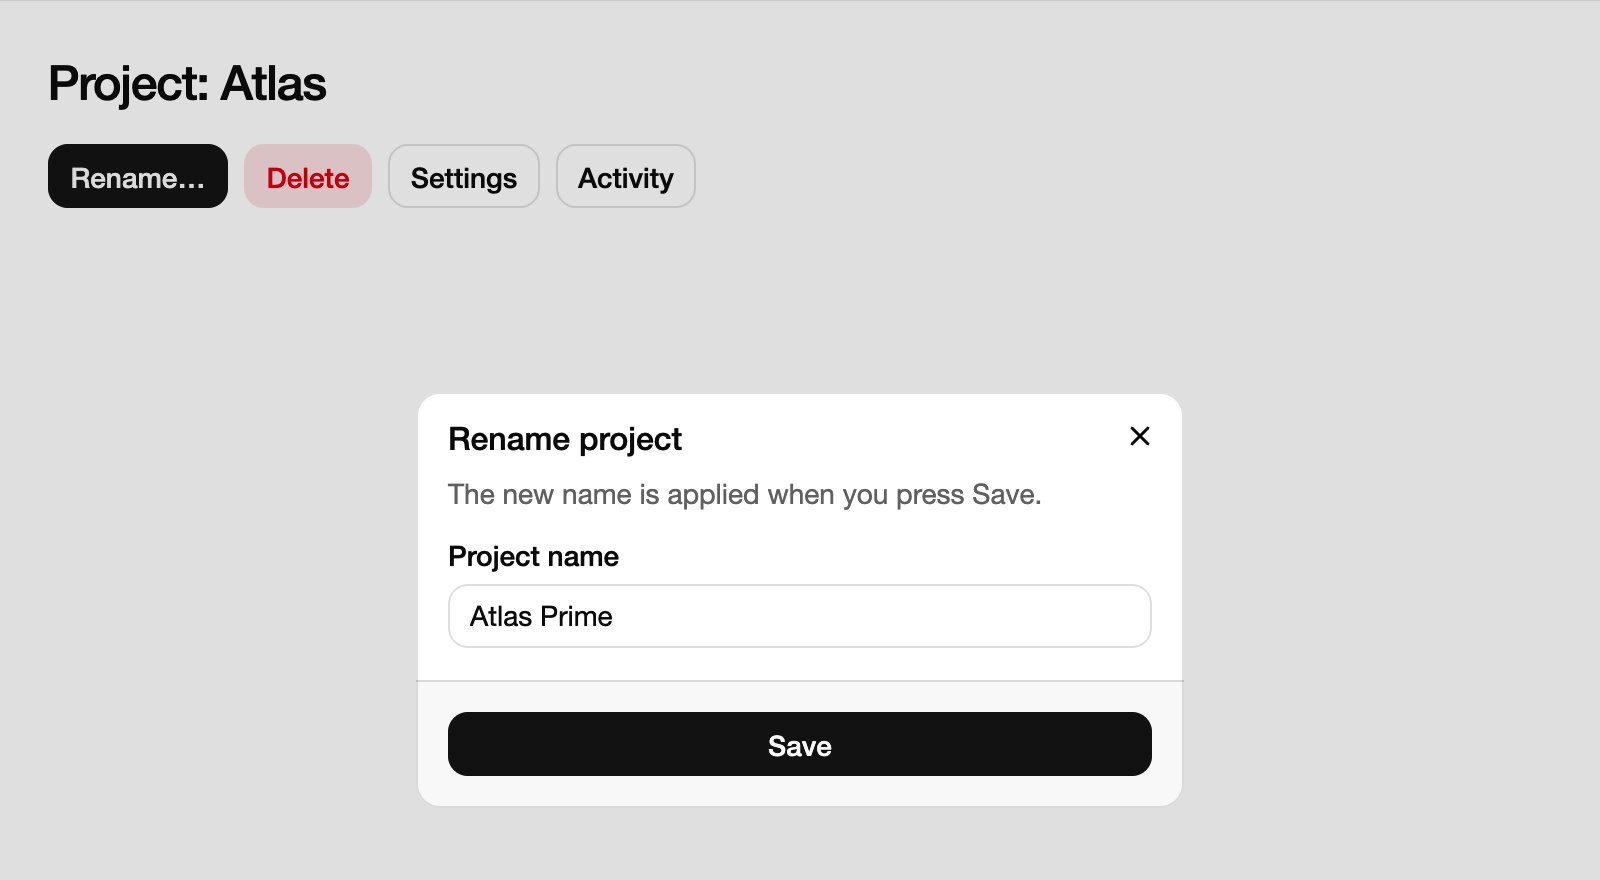 Project: Atlas
Rename...
Delete
Settings
Activity
Rename project
The new name is applied when you press Save.
Project name
Atlas Prime
Save